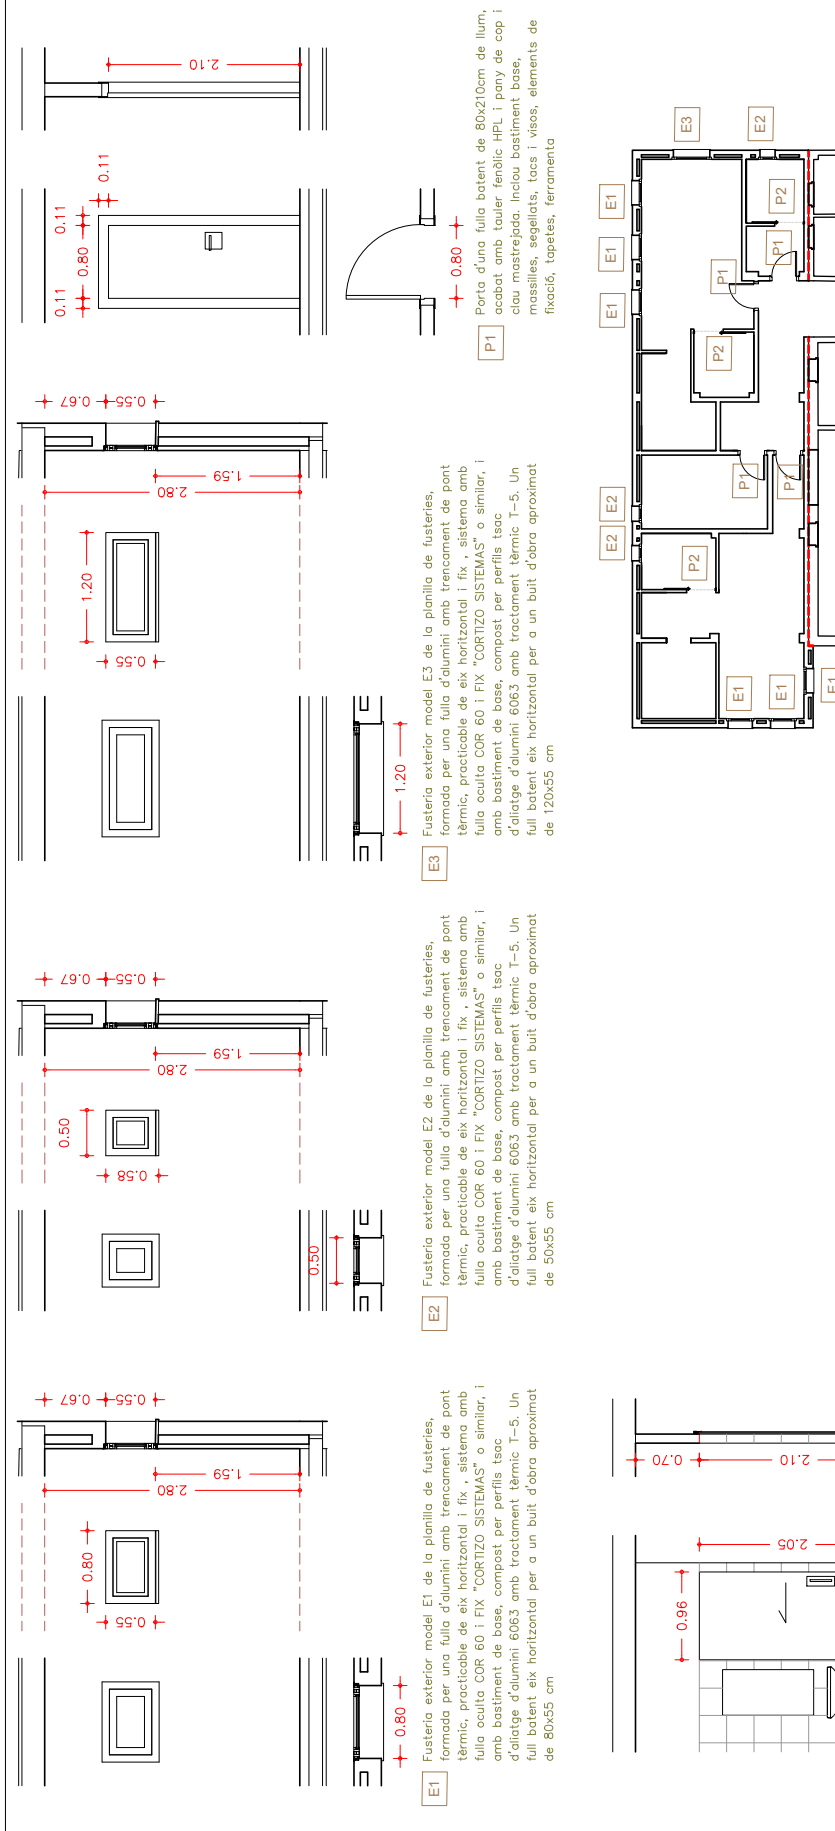 0.80
0.55
2.80
1.59
0.67
0.55
0.80
E1
Fusteria exterior model E1 de la planilla de fusteries,
formada per una fulla d'alumini amb trencament de pont
tèrmic, practicable de eix horitzontal i fix , sistema amb
fulla oculta COR 60 i FIX "CORTIZO SISTEMAS" o similar, i
amb bastiment de base, compost per perfils tsac
d'aliatge d'alumini 6063 amb tractament tèrmic T-5. Un
full batent eix horitzontal per a un buit d'obra aproximat
de 80x55 cm
0.50
0.58
2.80
1.59
0.67
0.55
0.50
E2
Fusteria exterior model E2 de la planilla de fusteries,
formada per una fulla d'alumini amb trencament de pont
tèrmic, practicable de eix horitzontal i fix , sistema amb
fulla oculta COR 60 i FIX "CORTIZO SISTEMAS" o similar, i
amb bastiment de base, compost per perfils tsac
d'aliatge d'alumini 6063 amb tractament tèrmic T-5. Un
full batent eix horitzontal per a un buit d'obra aproximat
de 50x55 cm
1.20
0.55
2.80
1.59
0.67
0.55
1.20
E3
Fusteria exterior model E3 de la planilla de fusteries,
formada per una fulla d'alumini amb trencament de pont
tèrmic, practicable de eix horitzontal i fix , sistema amb
fulla oculta COR 60 i FIX "CORTIZO SISTEMAS" o similar, i
amb bastiment de base, compost per perfils tsac
d'aliatge d'alumini 6063 amb tractament tèrmic T-5. Un
full batent eix horitzontal per a un buit d'obra aproximat
de 120x55 cm
0.11
0.80
0.11
0.11
2.10
0.80
P1
Porta d'una fulla batent de 80x210cm de llum,
acabat amb tauler fenòlic HPL i pany de cop i
clau mastrejada. Inclou bastiment base,
massilles, segellats, tacs i visos, elements de
fixació, tapetes, ferramenta
0.96
2.05
0.70
2.10
E2
E2
E1
E1
E1
E3
E2
P2
P1
P1
P2
P1
P1
P2
E1
E1
E1